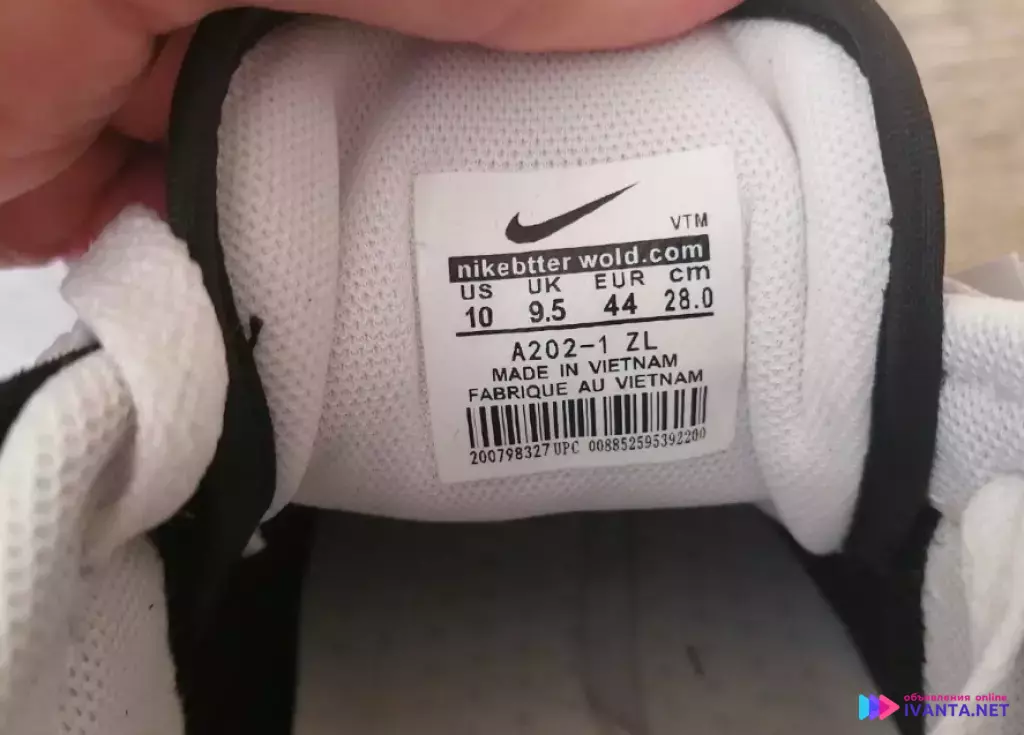 VTM
nikebtter wold.com
US UK EUR cm
10 9.5 44 28.0
A202-1 ZL
MADE IN VIETNAM
FABRIQUE AU VIETNAM
200798327 UPC 008852595392200
объявления online
IVANTA.NET